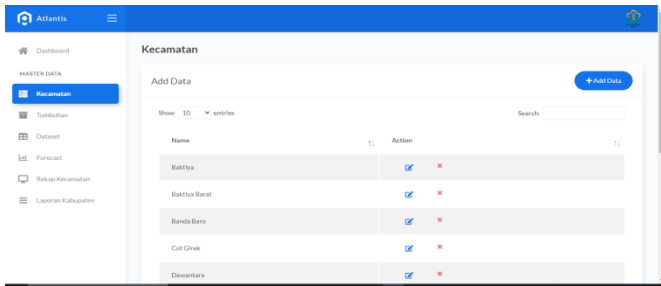 Atlantis
Dashboard
MASTER DATA
Kecamatan
Tumbuhan
Dataset
Forecast
Rekap Kecamatan
Laporan Kabupaten
Kecamatan
Add Data
+ Add Data
Show 10 entries
Search:
Name Action
Baktiya
Baktiya Barat
Banda Baro
Cot Girek
Dewantara